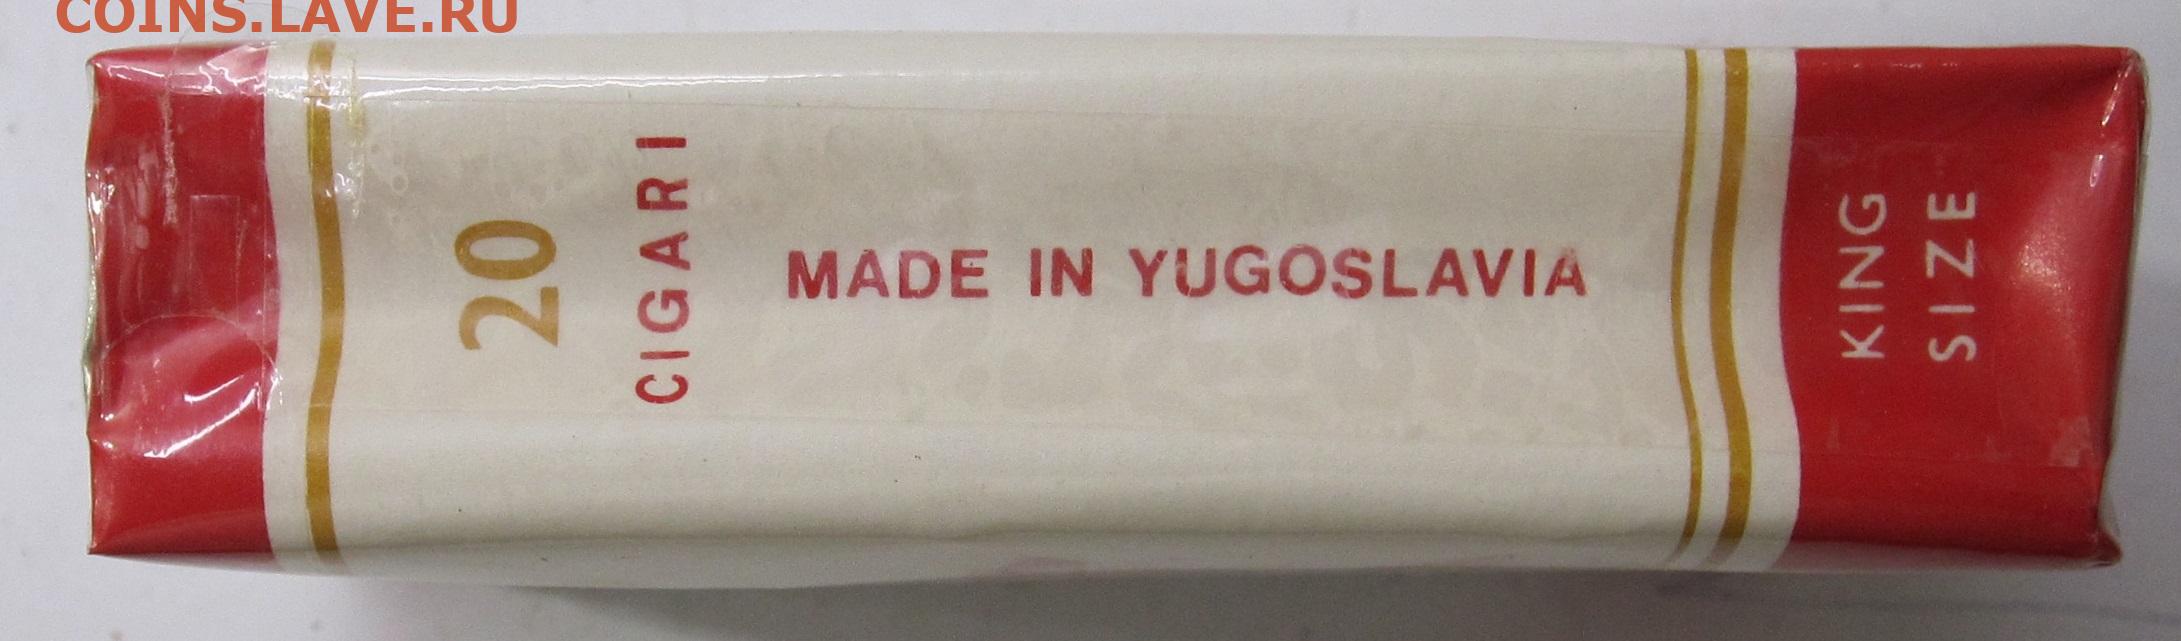 COINS.LAVE.RU
20
CIGARI
MADE IN YUGOSLAVIA
KING
SIZE